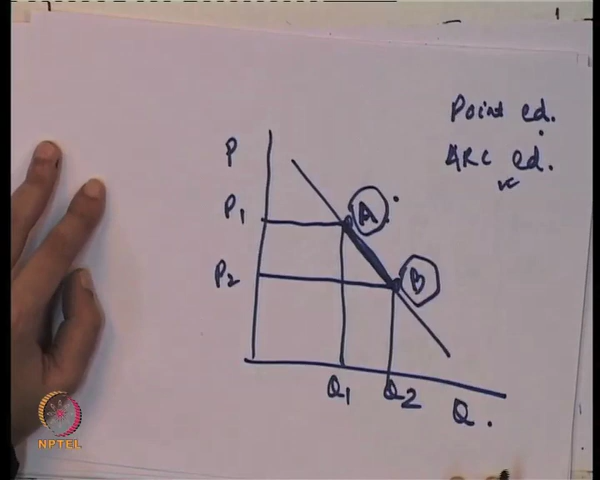 Point ed.
ARC ed.
P
P1
A
P2
B
Q1 Q2 Q.
NPTEL